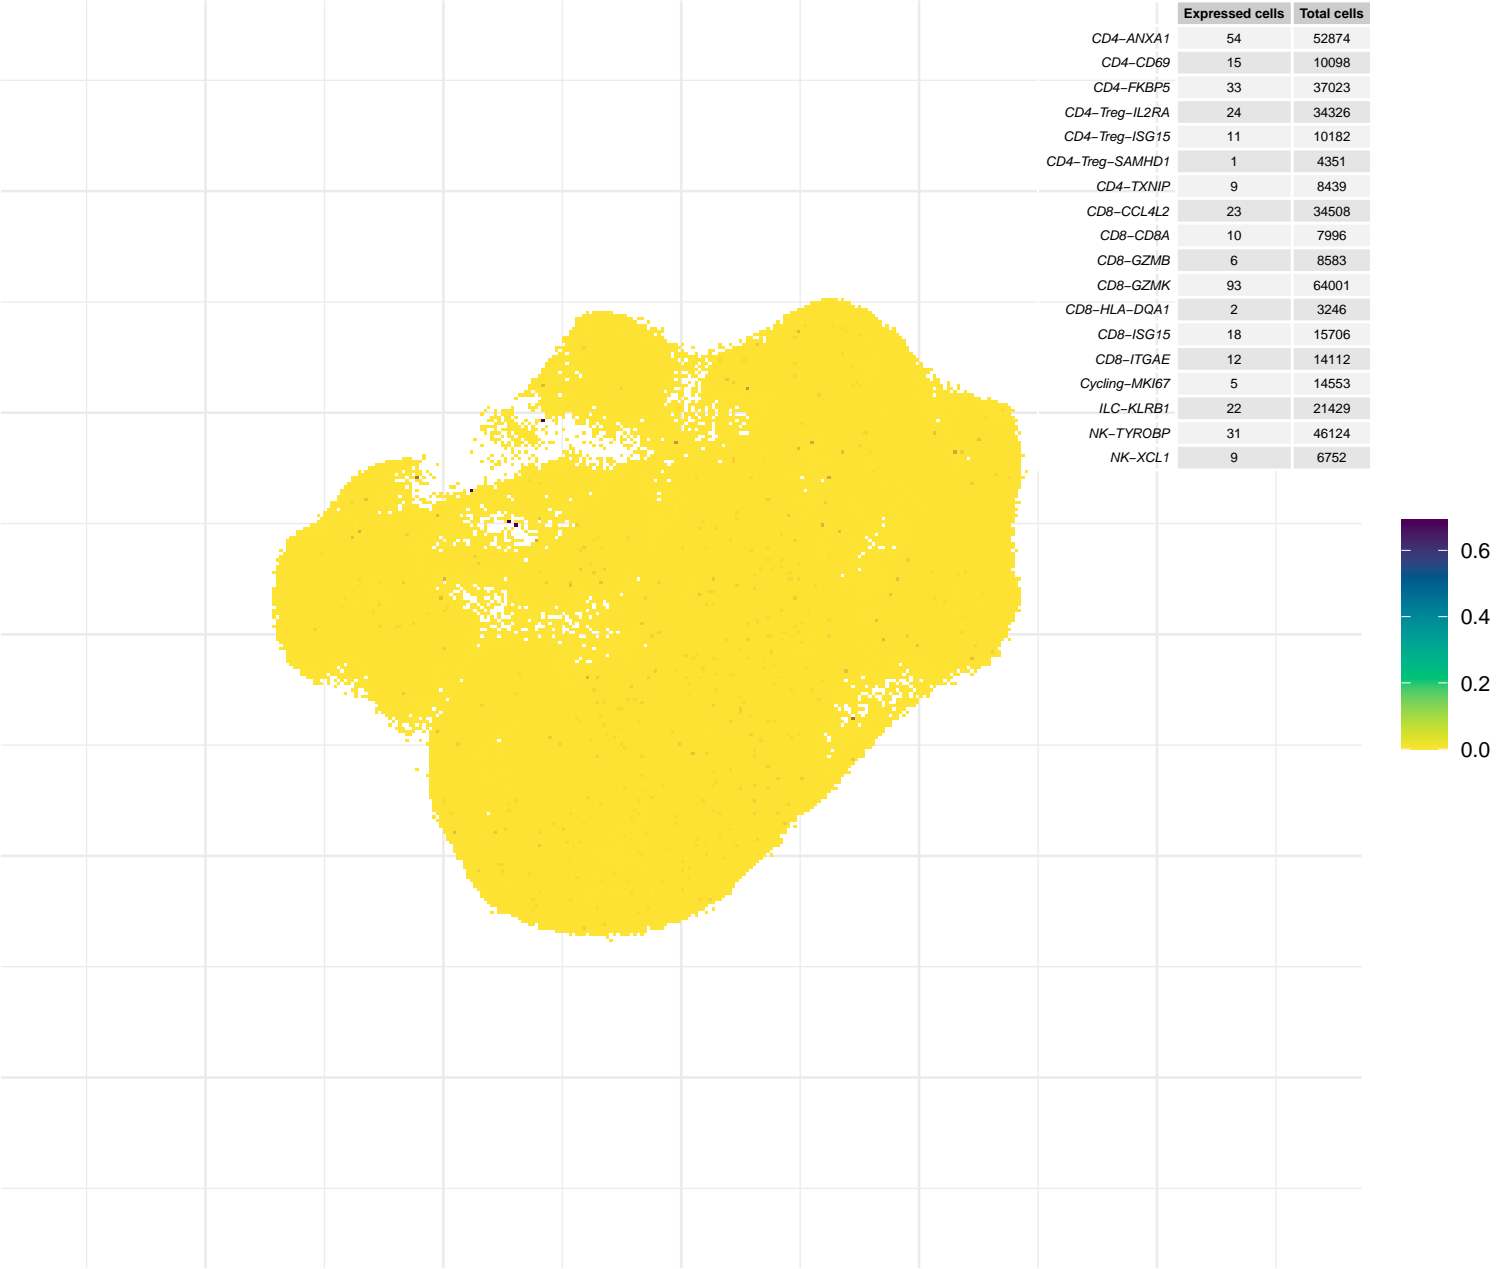 Expressed cells Total cells
CD4−ANXA1 54 52874
CD4−CD69 15 10098
CD4−FKBP5 33 37023
CD4−Treg−IL2RA 24 34326
CD4−Treg−ISG15 11 10182
CD4−Treg−SAMHD1 1 4351
CD4−TXNIP 9 8439
CD8−CCL4L2 23 34508
CD8−CD8A 10 7996
CD8−GZMB 6 8583
CD8−GZMK 93 64001
CD8−HLA−DQA1 2 3246
CD8−ISG15 18 15706
CD8−ITGAE 12 14112
Cycling−MKI67 5 14553
ILC−KLRB1 22 21429
NK−TYROBP 31 46124
NK−XCL1 9 6752
0.6
0.4
0.2
0.0